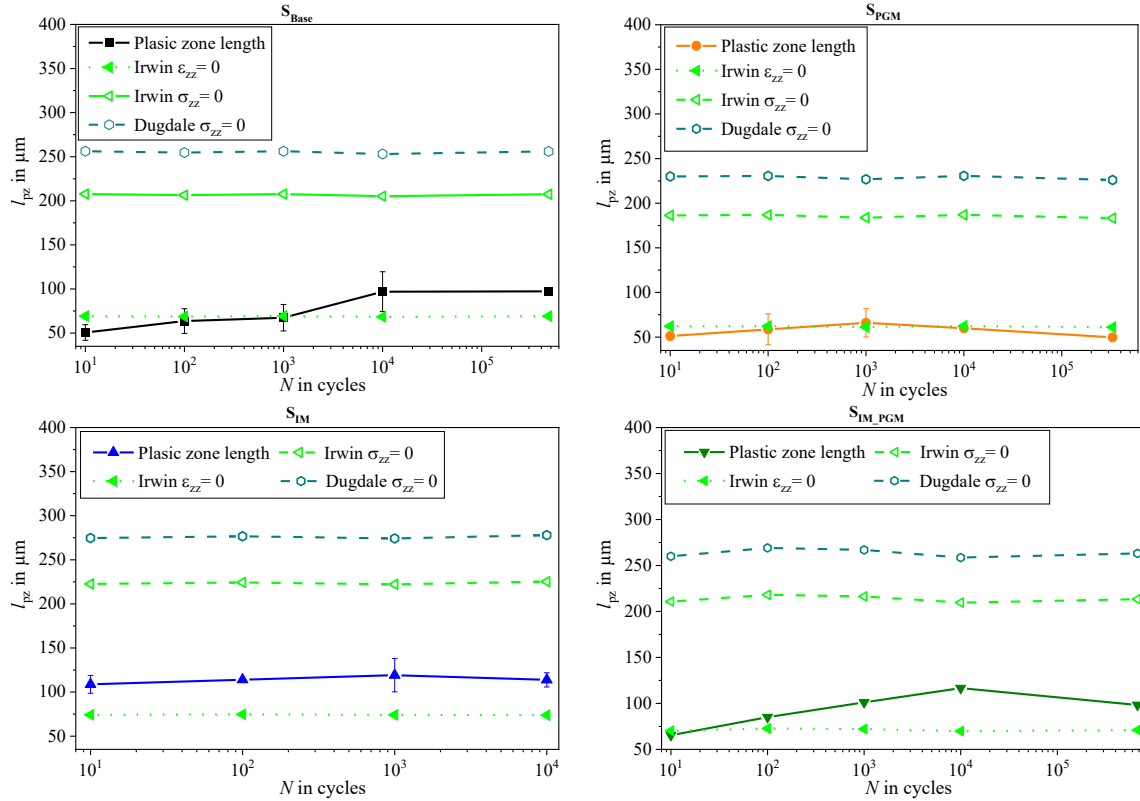 S_Base
400
350
300
250
200
150
100
50
l_pz in µm
Plasic zone length
Irwin ε_zz= 0
Irwin σ_zz= 0
Dugdale σ_zz= 0
10^1 10^2 10^3 10^4 10^5
N in cycles
S_PGM
400
350
300
250
200
150
100
50
l_pz in µm
Plastic zone length
Irwin ε_zz= 0
Irwin σ_zz= 0
Dugdale σ_zz= 0
10^1 10^2 10^3 10^4 10^5
N in cycles
S_IM
400
350
300
250
200
150
100
50
l_pz in µm
Plasic zone length Irwin σ_zz= 0
Irwin ε_zz= 0 Dugdale σ_zz= 0
10^1 10^2 10^3 10^4
N in cycles
S_IM_PGM
400
350
300
250
200
150
100
50
l_pz in µm
Plastic zone length Irwin σ_zz= 0
Irwin ε_zz= 0 Dugdale σ_zz= 0
10^1 10^2 10^3 10^4 10^5
N in cycles